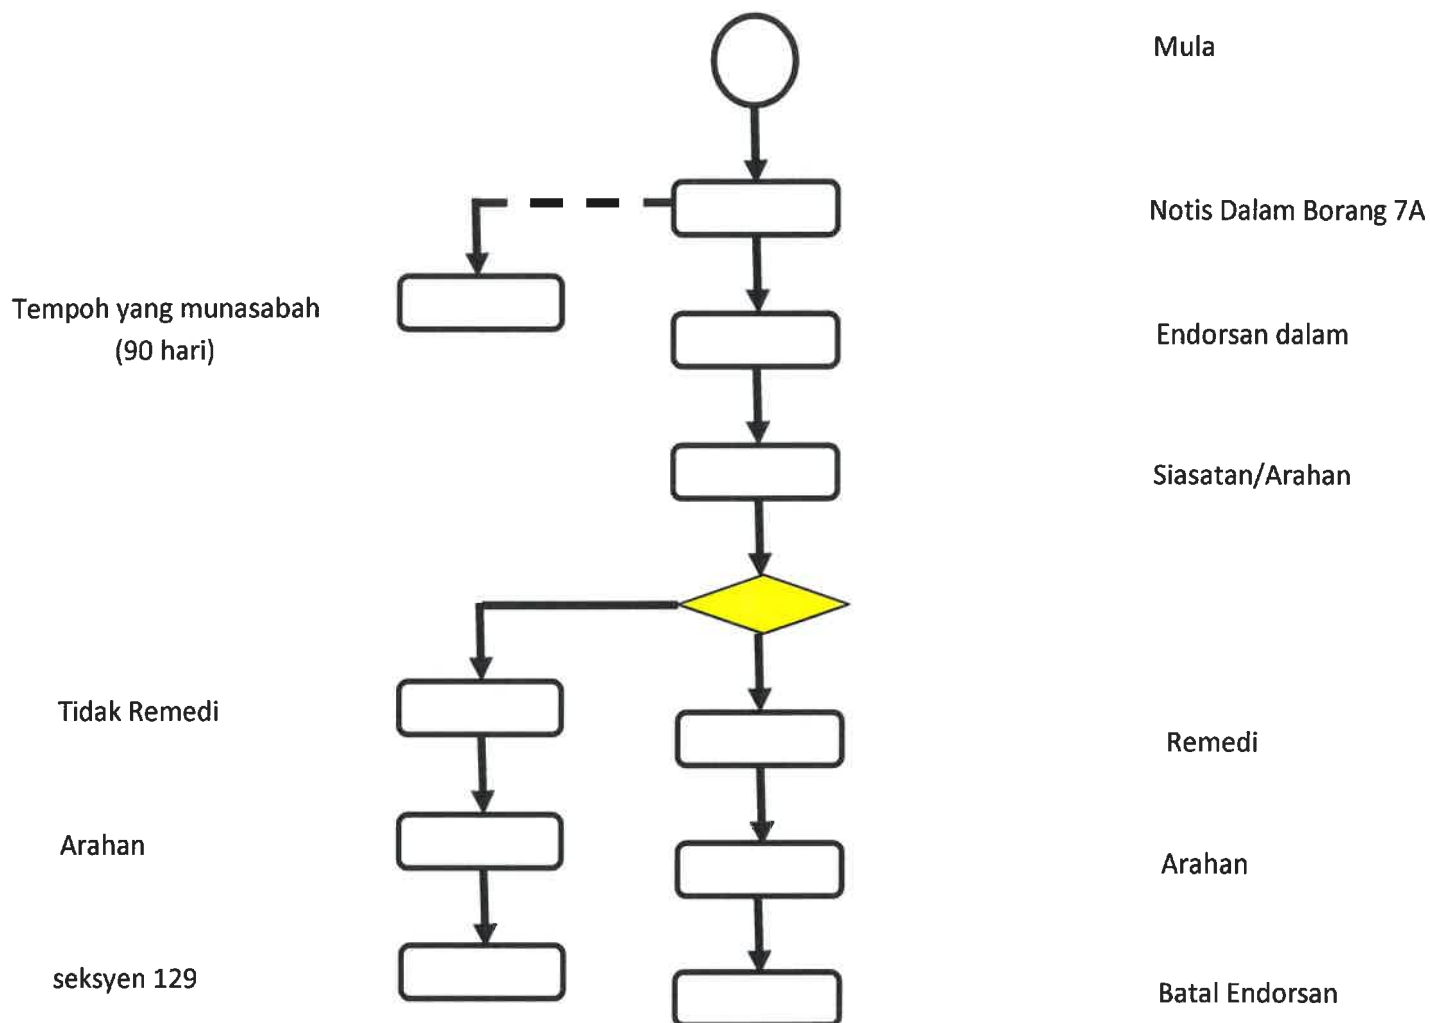 Mula
Notis Dalam Borang 7A
Tempoh yang munasabah
(90 hari)
Endorsan dalam
Siasatan/Arahan
Tidak Remedi
Remedi
Arahan
Arahan
seksyen 129
Batal Endorsan